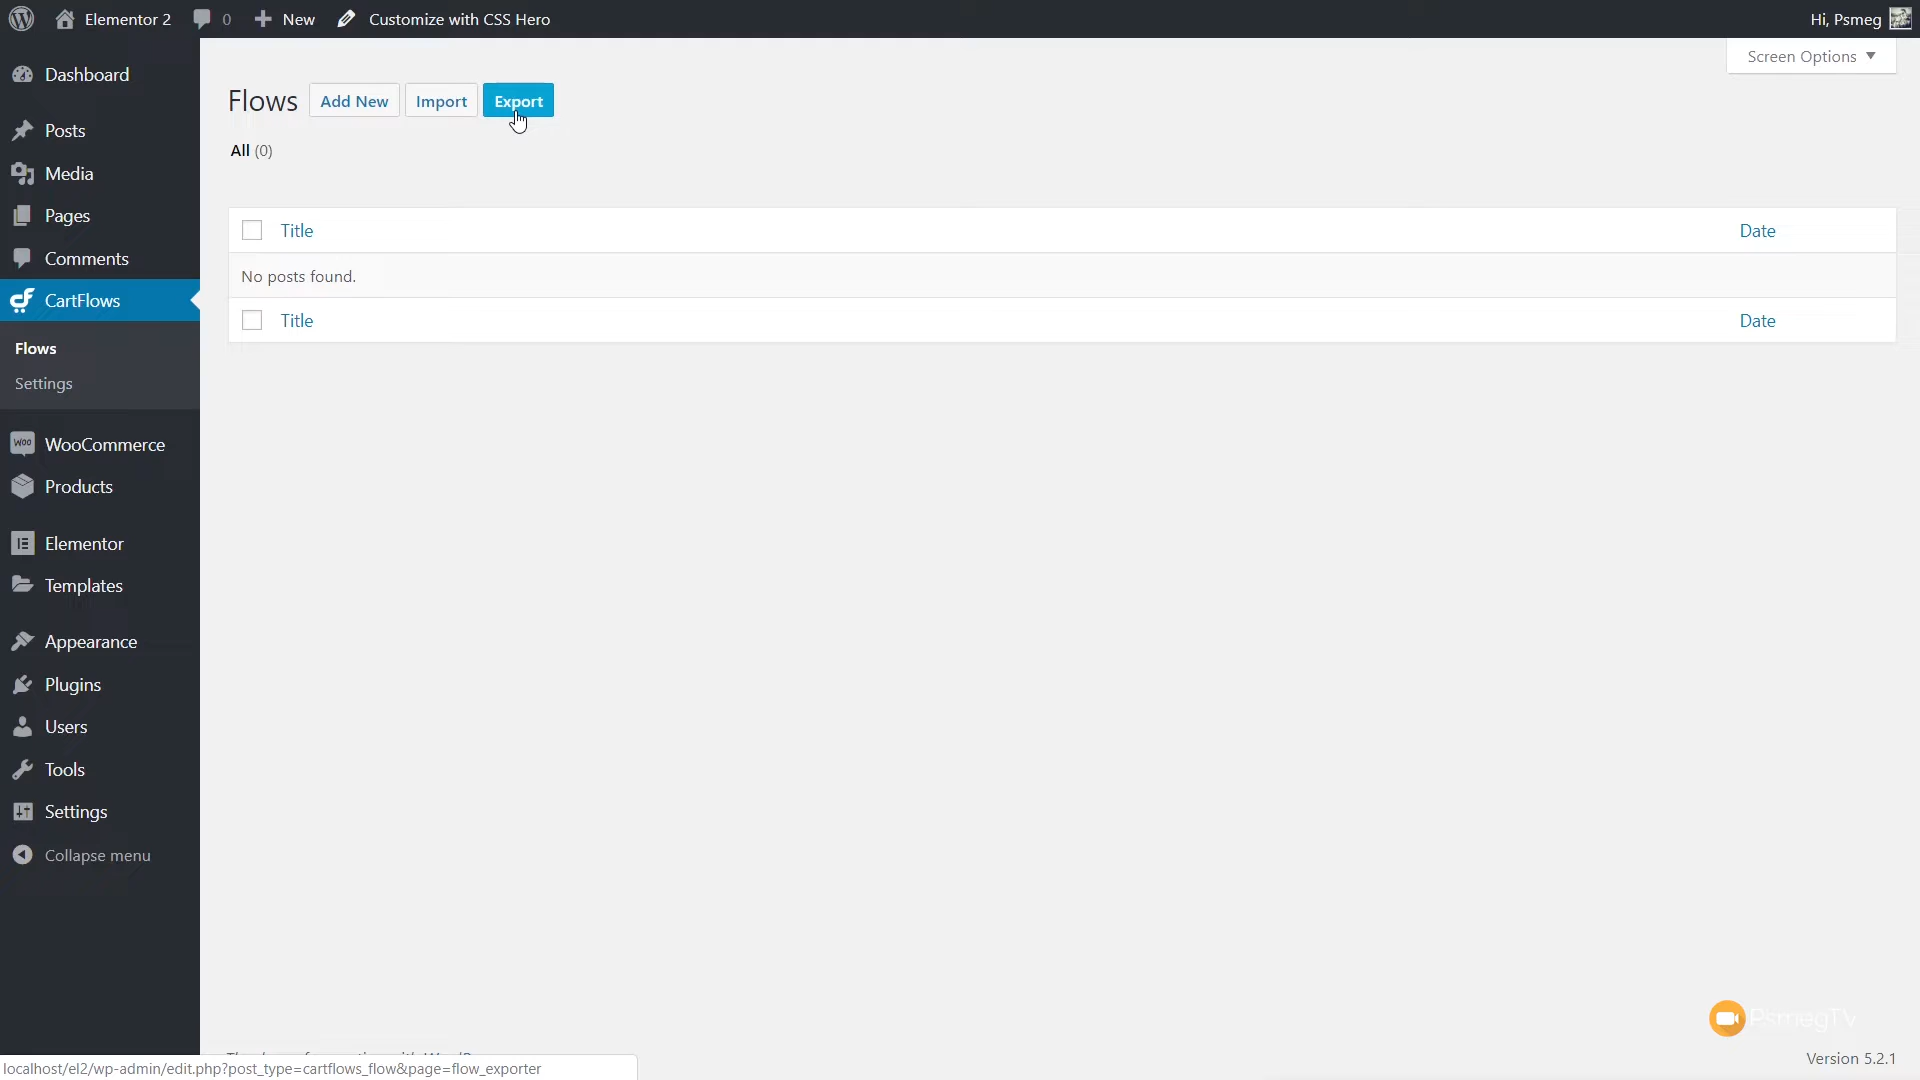 Elementor 2
0
New
Customize with CSS Hero
Hi, Psmeg
Dashboard
Posts
Media
Pages
Comments
CartFlows
Flows
Settings
WooCommerce
Products
Elementor
Templates
Appearance
Plugins
Users
Tools
Settings
Collapse menu
Screen Options
Flows
Add New
Import
Export
All (0)
Title
Date
No posts found.
Title
Date
PsmegTV
Version 5.2.1
localhost/el2/wp-admin/edit.php?post_type=cartflows_flow&page=flow_exporter